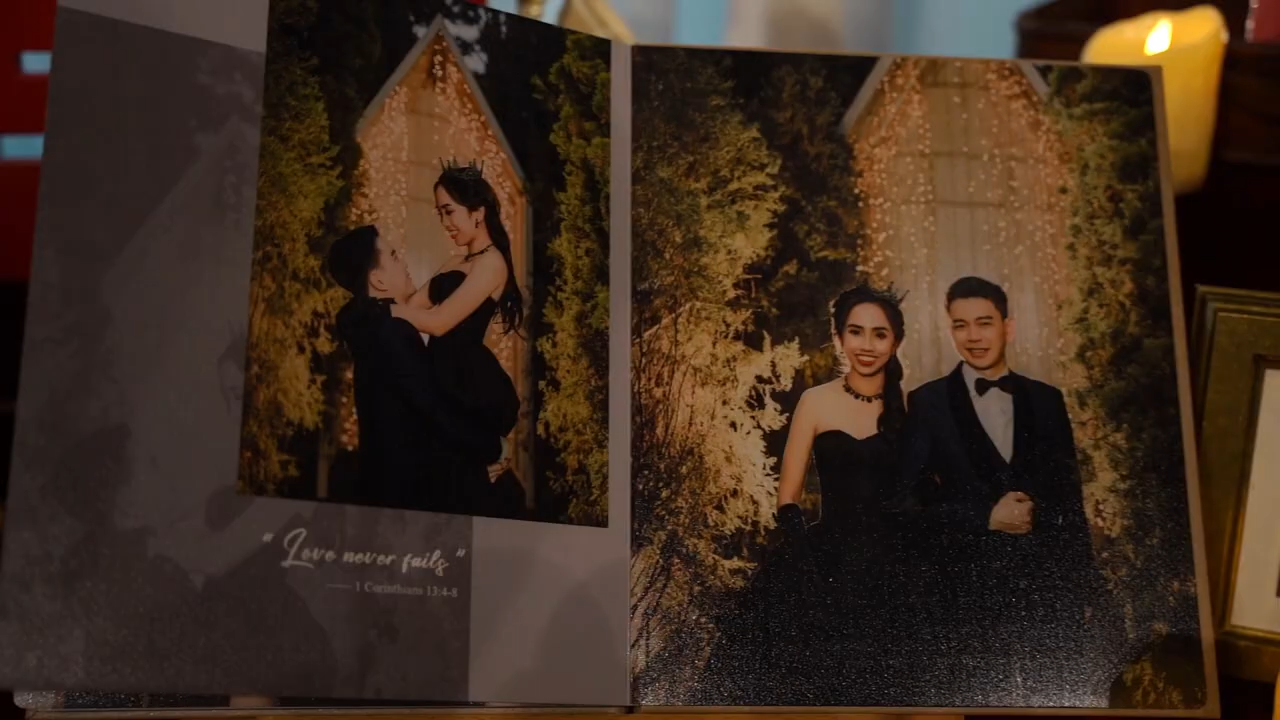 “Love never fails”
— 1 Corinthians 13:4-8